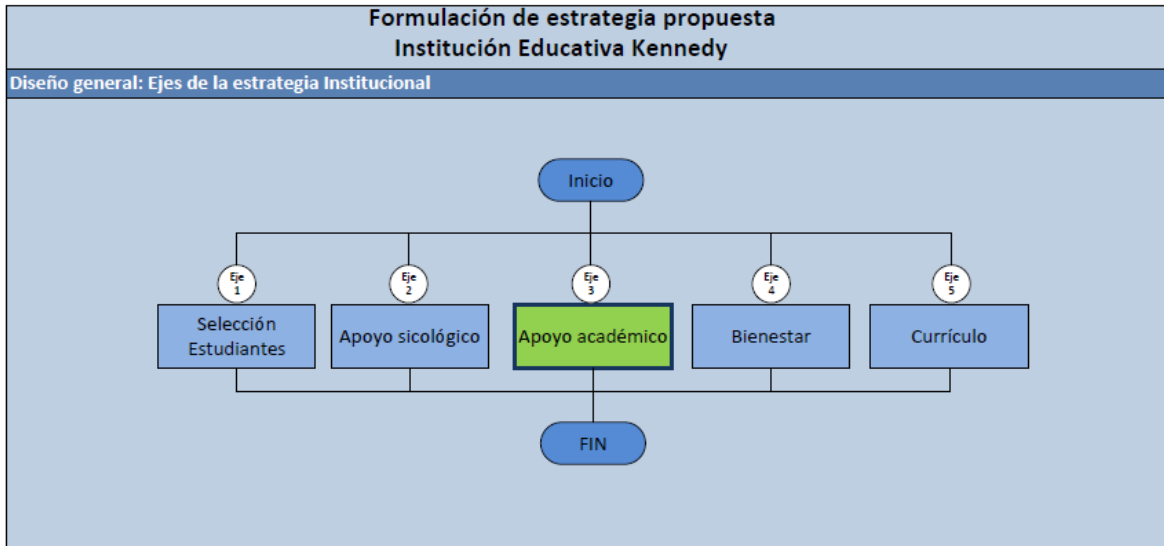 Formulación de estrategia propuesta
Institución Educativa Kennedy
Diseño general: Ejes de la estrategia Institucional
Inicio
Eje
1
Eje
2
Eje
3
Eje
4
Eje
5
Selección
Estudiantes
Apoyo sicológico
Apoyo académico
Bienestar
Currículo
FIN